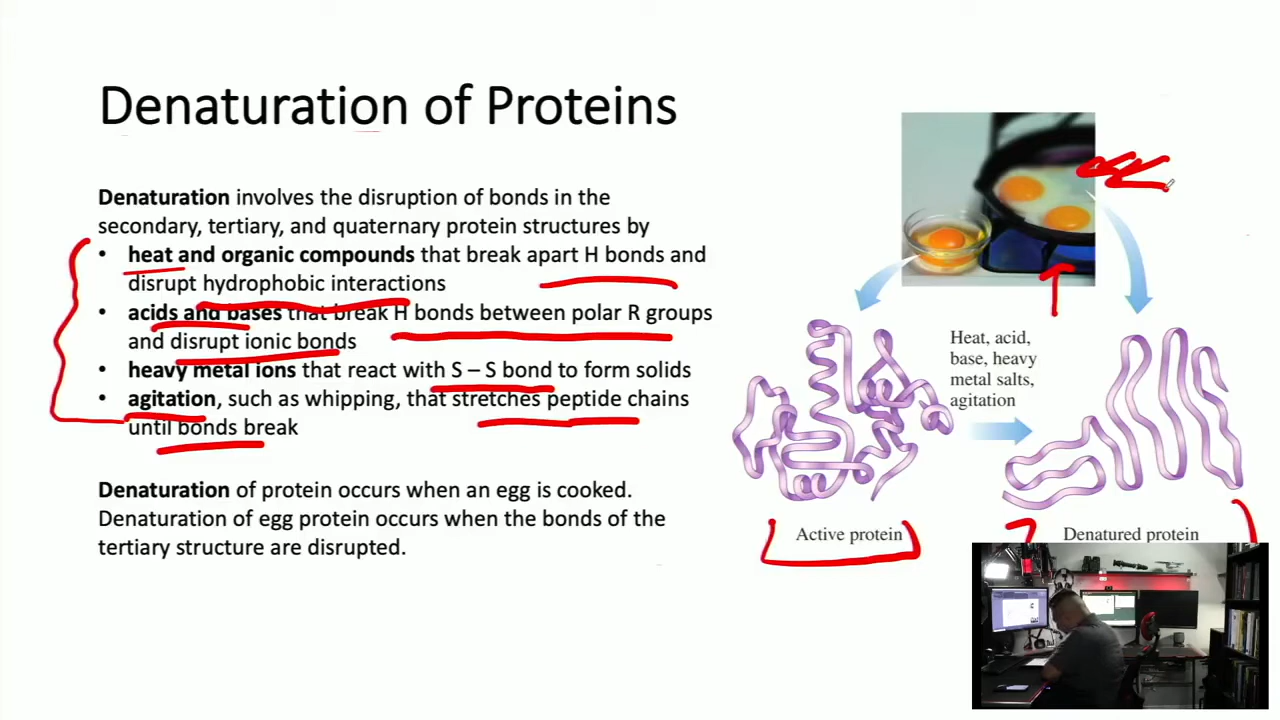 Denaturation of Proteins
Denaturation involves the disruption of bonds in the
secondary, tertiary, and quaternary protein structures by
• heat and organic compounds that break apart H bonds and
disrupt hydrophobic interactions
• acids and bases that break H bonds between polar R groups
and disrupt ionic bonds
• heavy metal ions that react with S – S bond to form solids
• agitation, such as whipping, that stretches peptide chains
until bonds break
Denaturation of protein occurs when an egg is cooked.
Denaturation of egg protein occurs when the bonds of the
tertiary structure are disrupted.
Heat, acid,
base, heavy
metal salts,
agitation
Active protein
Denatured protein